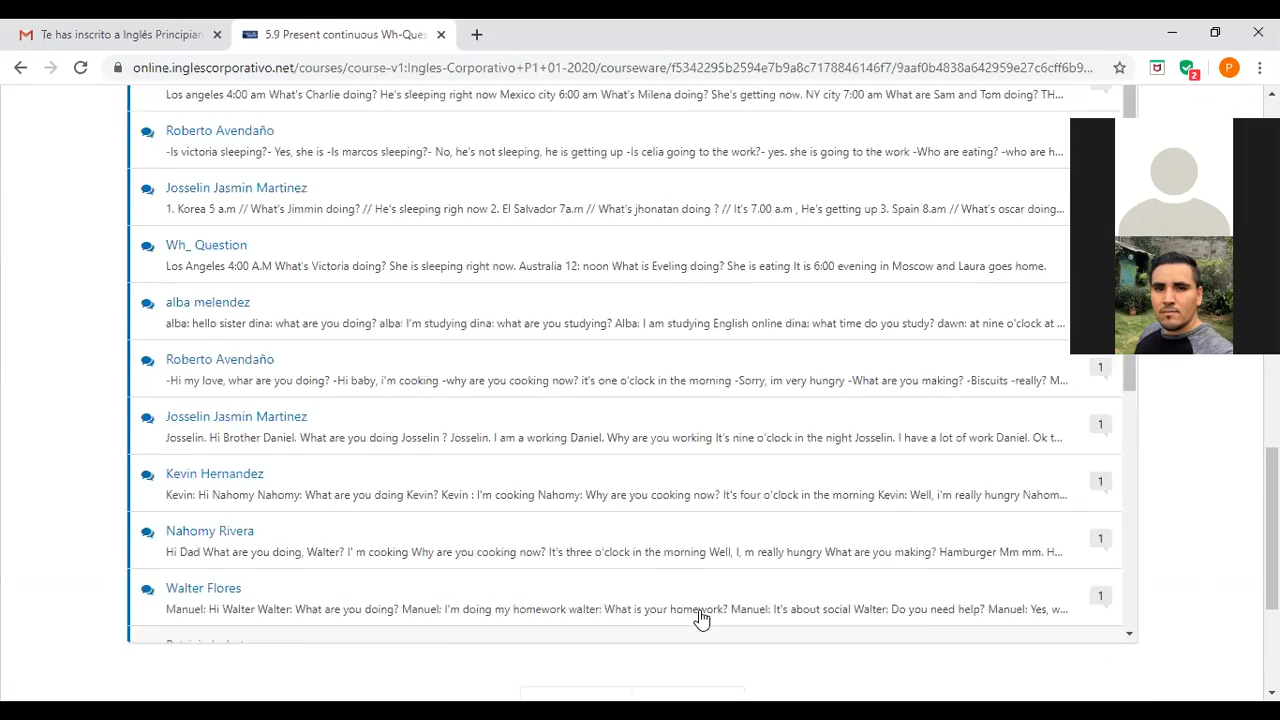 Te has inscrito a Inglés Principian
5.9 Present continuous Wh-Ques
online.inglescorporativo.net/courses/course-v1:Ingles-Corporativo+P1+01-2020/courseware/f5342295b2594e7b9a8c7178846146f7/9aaf0b4838a642959e27c6cff6b9...
2
P
Los angeles 4:00 am What's Charlie doing? He's sleeping right now Mexico city 6:00 am What's Milena doing? She's getting now. NY city 7:00 am What are Sam and Tom doing? TH...
Roberto Avendaño
-Is victoria sleeping?- Yes, she is -Is marcos sleeping?- No, he's not sleeping, he is getting up -Is celia going to the work?- yes. she is going to the work -Who are eating? -who are h...
Josselin Jasmin Martinez
1. Korea 5 a.m // What's Jimmin doing? // He's sleeping righ now 2. El Salvador 7a.m // What's jhonatan doing ? // It's 7.00 a.m , He's getting up 3. Spain 8.am // What's oscar doing...
Wh_ Question
Los Angeles 4:00 A.M What's Victoria doing? She is sleeping right now. Australia 12: noon What is Eveling doing? She is eating It is 6:00 evening in Moscow and Laura goes home.
alba melendez
alba: hello sister dina: what are you doing? alba: I'm studying dina: what are you studying? Alba: I am studying English online dina: what time do you study? dawn: at nine o'clock at ...
Roberto Avendaño
1
-Hi my love, whar are you doing? -Hi baby, i'm cooking -why are you cooking now? it's one o'clock in the morning -Sorry, im very hungry -What are you making? -Biscuits -really? M...
Josselin Jasmin Martinez
1
Josselin. Hi Brother Daniel. What are you doing Josselin ? Josselin. I am a working Daniel. Why are you working It's nine o'clock in the night Josselin. I have a lot of work Daniel. Ok t...
Kevin Hernandez
1
Kevin: Hi Nahomy Nahomy: What are you doing Kevin? Kevin : I'm cooking Nahomy: Why are you cooking now? It's four o'clock in the morning Kevin: Well, i'm really hungry Nahom...
Nahomy Rivera
1
Hi Dad What are you doing, Walter? I' m cooking Why are you cooking now? It's three o'clock in the morning Well, I, m really hungry What are you making? Hamburger Mm mm. H...
Walter Flores
1
Manuel: Hi Walter Walter: What are you doing? Manuel: I'm doing my homework walter: What is your homework? Manuel: It's about social Walter: Do you need help? Manuel: Yes, w...